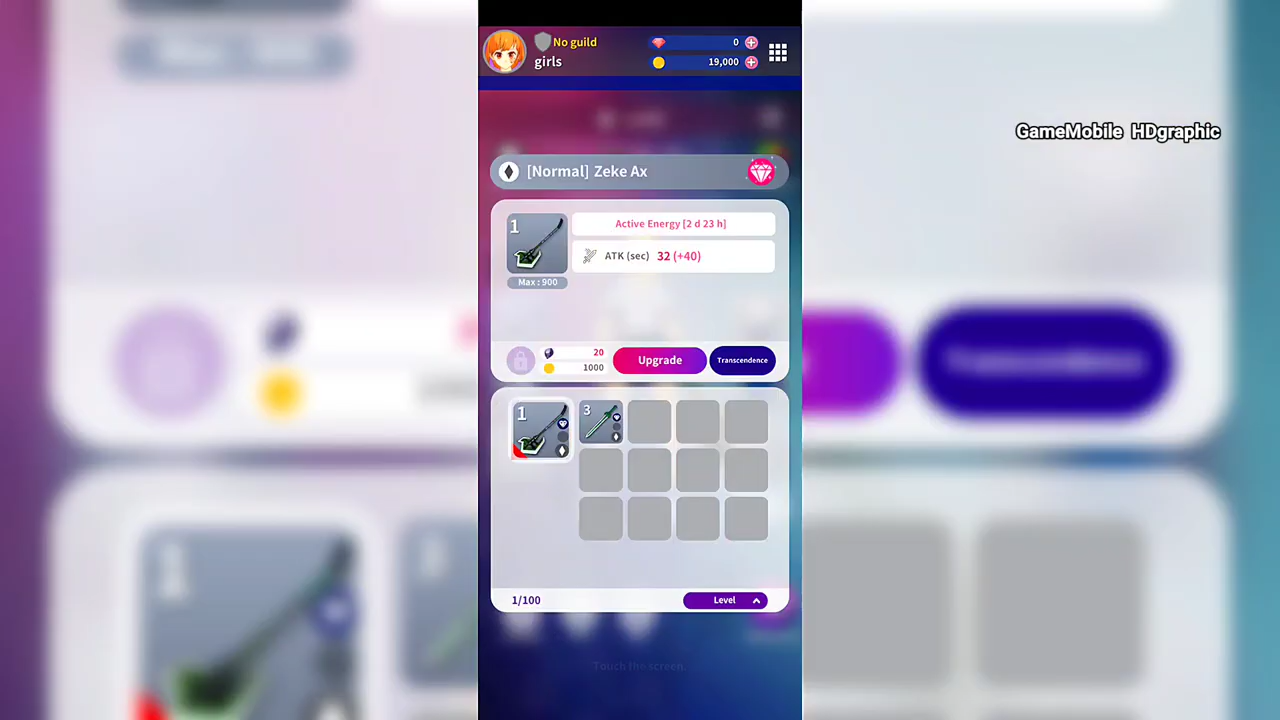 No guild
girls
0
19,000
GameMobile HDgraphic
[Normal] Zeke Ax
1
Active Energy [2 d 23 h]
ATK (sec) 32 (+40)
Max : 900
20
1000
Upgrade
Transcendence
1
3
1/100
Level
Touch the screen.